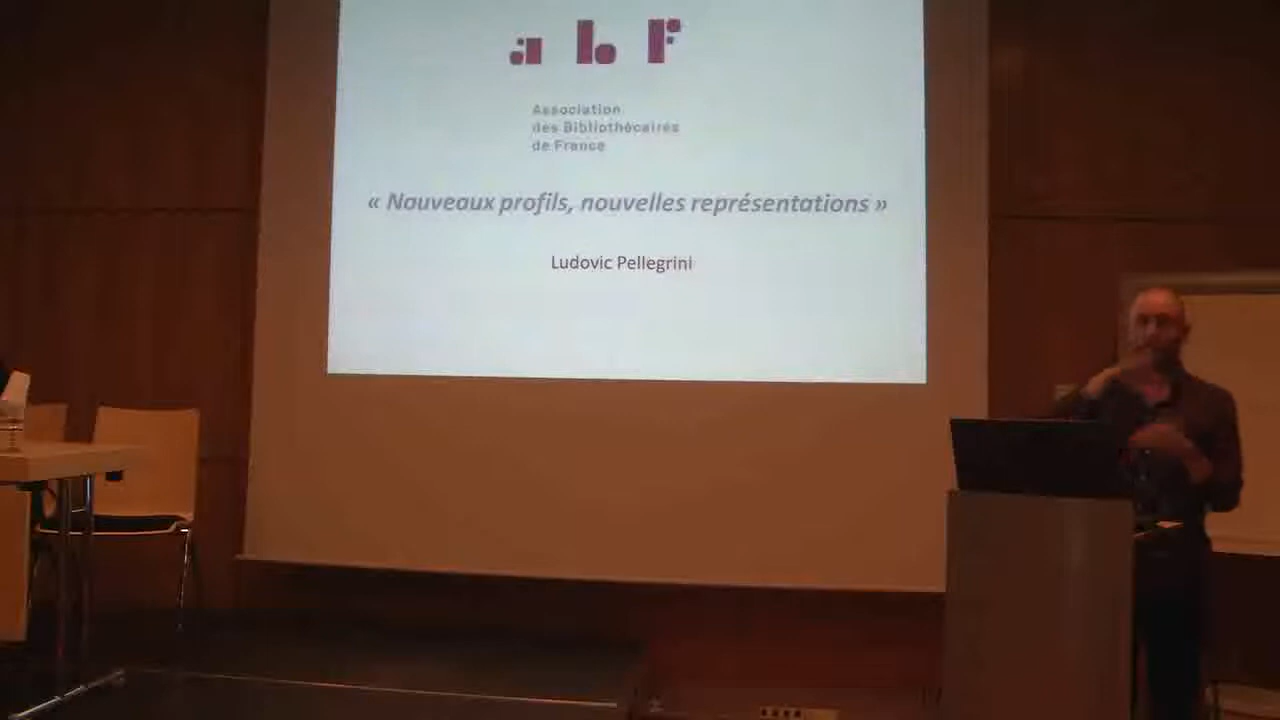 abf
Association
des Bibliothécaires
de France
« Nouveaux profils, nouvelles représentations »
Ludovic Pellegrini